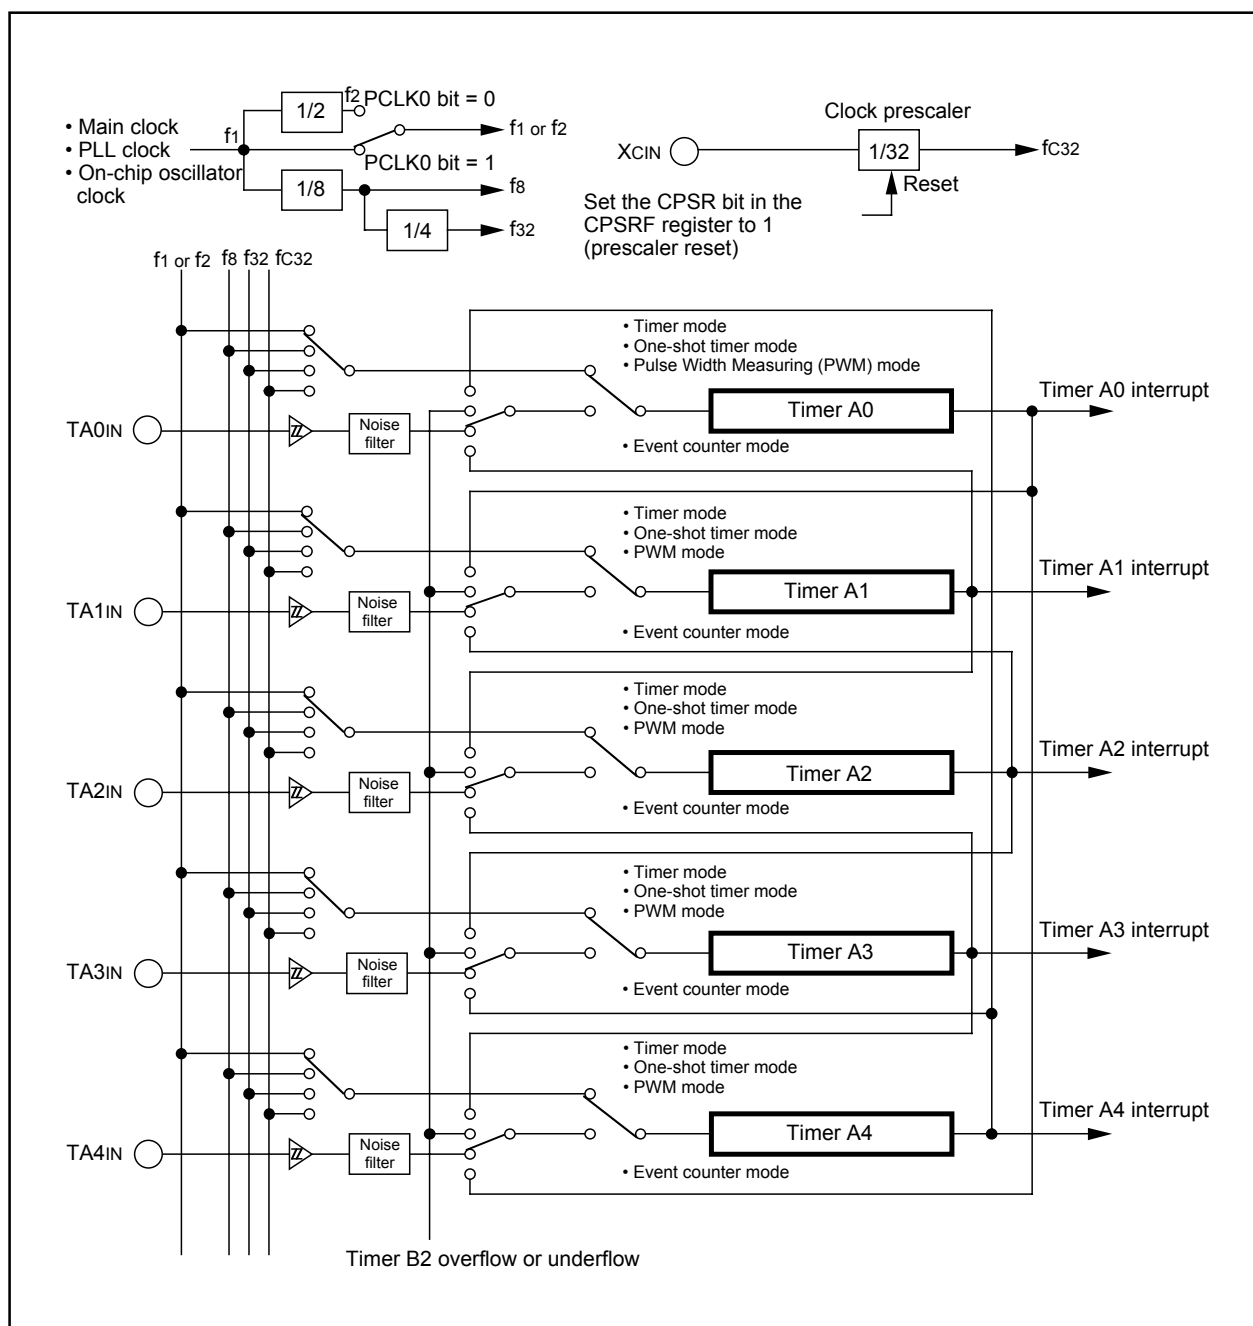 • Main clock
• PLL clock
• On-chip oscillator
clock
f1
1/2
f2
PCLK0 bit = 0
f1 or f2
PCLK0 bit = 1
1/8
f8
1/4
f32
Clock prescaler
XCIN
1/32
fC32
Reset
Set the CPSR bit in the
CPSRF register to 1
(prescaler reset)
f1 or f2 f8 f32 fC32
• Timer mode
• One-shot timer mode
• Pulse Width Measuring (PWM) mode
Timer A0
Timer A0 interrupt
TA0IN
Noise
filter
• Event counter mode
• Timer mode
• One-shot timer mode
• PWM mode
Timer A1
Timer A1 interrupt
TA1IN
Noise
filter
• Event counter mode
• Timer mode
• One-shot timer mode
• PWM mode
Timer A2
Timer A2 interrupt
TA2IN
Noise
filter
• Event counter mode
• Timer mode
• One-shot timer mode
• PWM mode
Timer A3
Timer A3 interrupt
TA3IN
Noise
filter
• Event counter mode
• Timer mode
• One-shot timer mode
• PWM mode
Timer A4
Timer A4 interrupt
TA4IN
Noise
filter
• Event counter mode
Timer B2 overflow or underflow